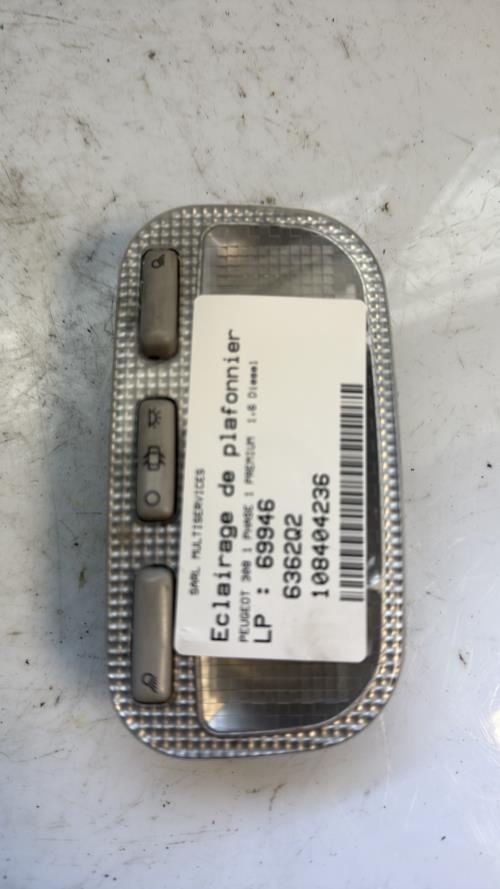 SARL MULTISERVICES
Eclairage de plafonnier
PEUGEOT 308 1 PHASE 1 PREMIUM 1.6 Diesel
LP : 69946
6362Q2
108404236